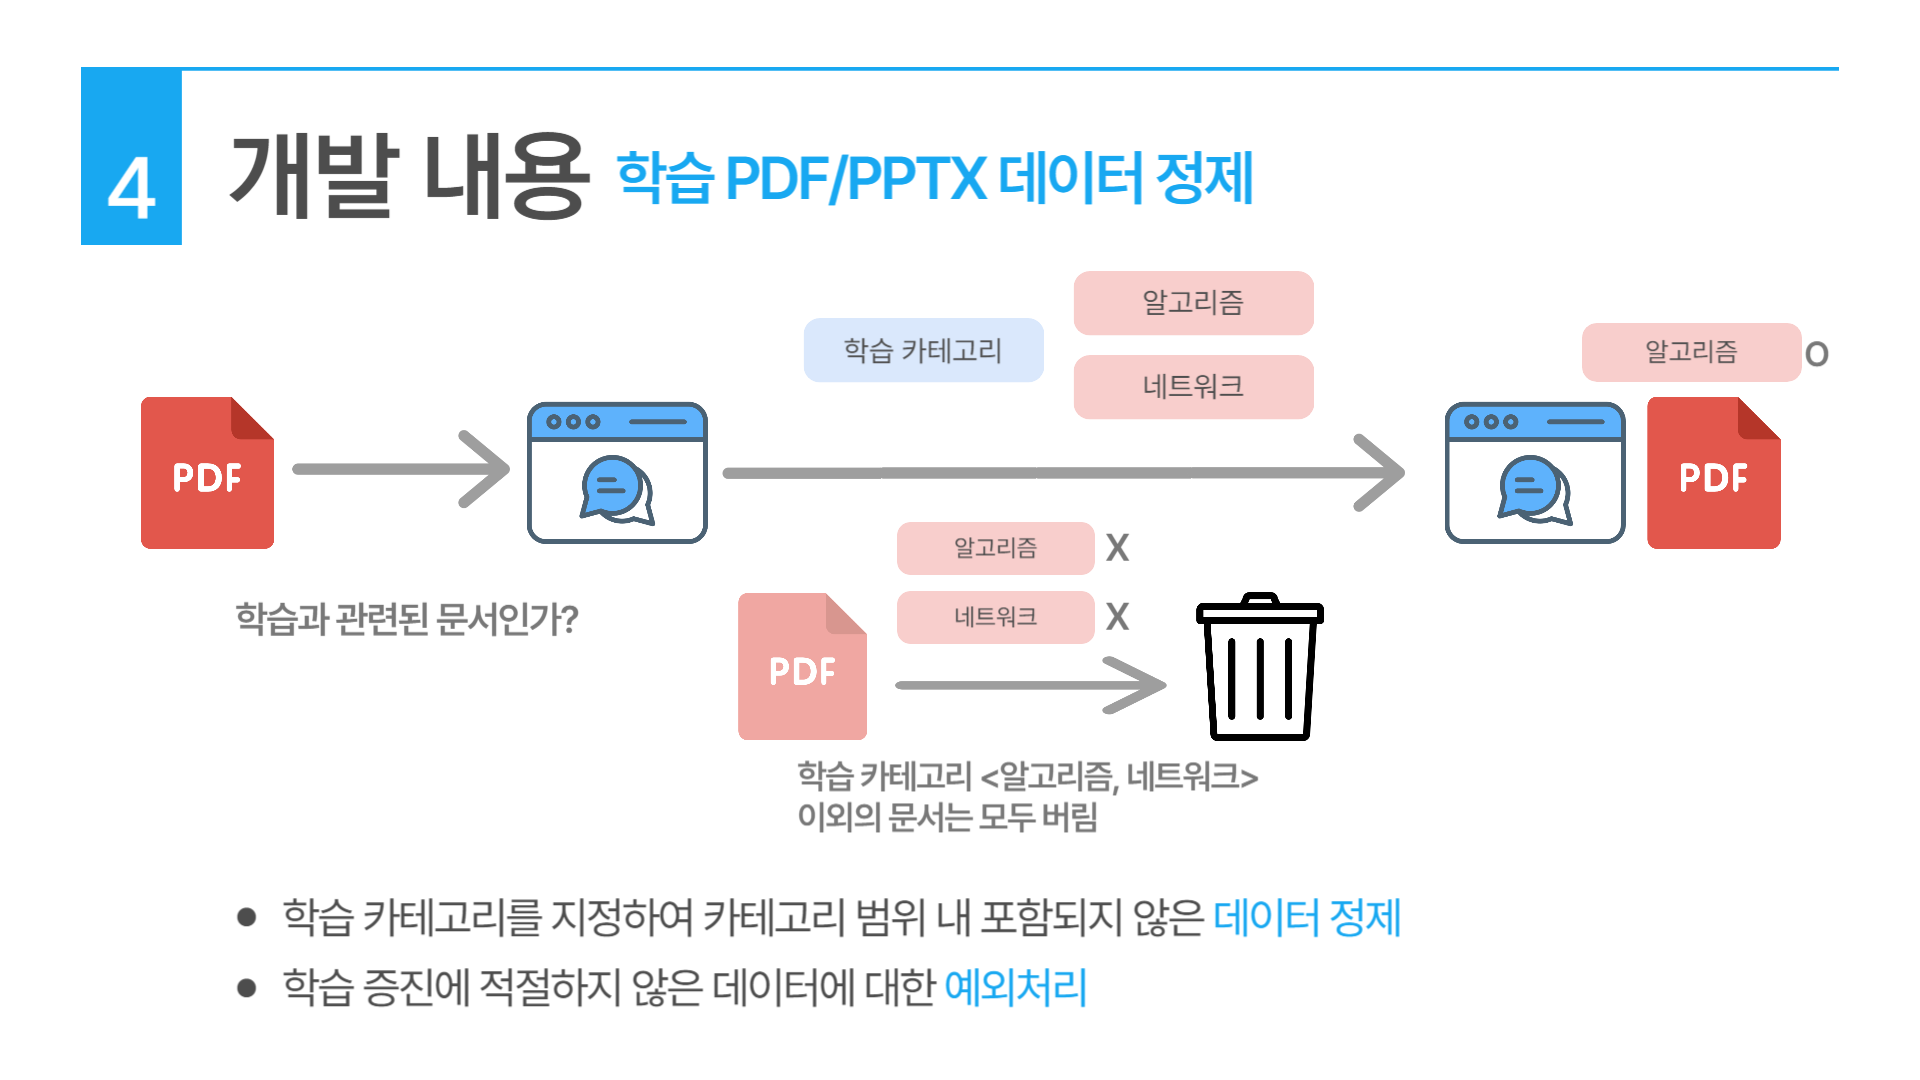 4
개발 내용 학습 PDF/PPTX 데이터 정제
알고리즘
학습 카테고리
네트워크
알고리즘 O
PDF
PDF
학습과 관련된 문서인가?
알고리즘 X
네트워크 X
PDF
학습 카테고리 <알고리즘, 네트워크>
이외의 문서는 모두 버림
● 학습 카테고리를 지정하여 카테고리 범위 내 포함되지 않은 데이터 정제
● 학습 증진에 적절하지 않은 데이터에 대한 예외처리